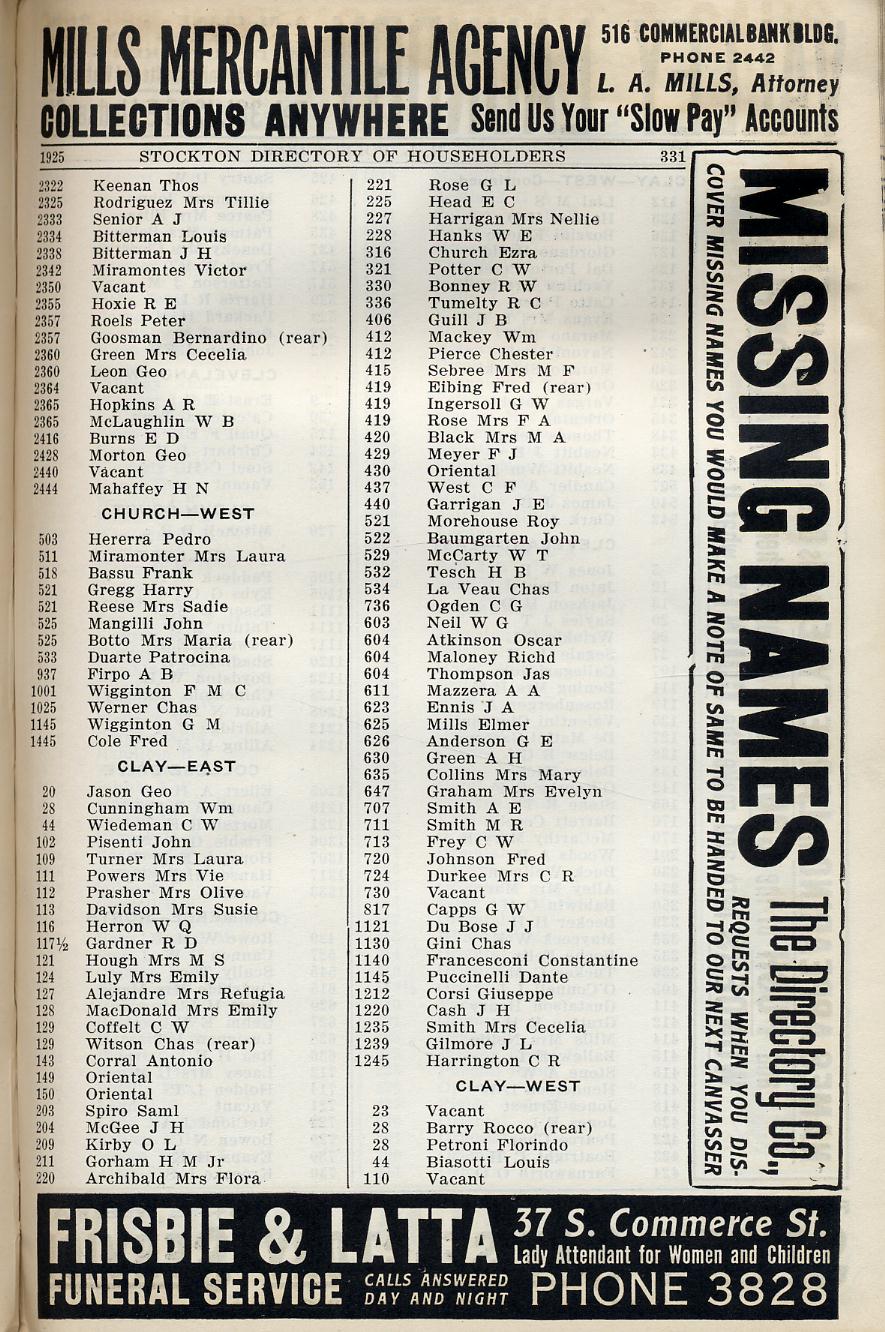 MILLS MERCANTILE AGENCY
516 COMMERCIAL BANK BLDG.
PHONE 2442
L. A. MILLS, Attorney
COLLECTIONS ANYWHERE Send Us Your "Slow Pay" Accounts
1925 STOCKTON DIRECTORY OF HOUSEHOLDERS 331
2322 Keenan Thos
2325 Rodriguez Mrs Tillie
2333 Senior A J
2334 Bitterman Louis
2338 Bitterman J H
2342 Miramontes Victor
2350 Vacant
2355 Hoxie R E
2357 Roels Peter
2357 Goosman Bernardino (rear)
2360 Green Mrs Cecelia
2360 Leon Geo
2364 Vacant
2365 Hopkins A R
2365 McLaughlin W B
2416 Burns E D
2428 Morton Geo
2440 Vacant
2444 Mahaffey H N
CHURCH—WEST
503 Hererra Pedro
511 Miramonter Mrs Laura
518 Bassu Frank
521 Gregg Harry
521 Reese Mrs Sadie
525 Mangilli John
525 Botto Mrs Maria (rear)
533 Duarte Patrocina
937 Firpo A B
1001 Wigginton F M C
1025 Werner Chas
1145 Wigginton G M
1445 Cole Fred
CLAY—EAST
20 Jason Geo
28 Cunningham Wm
44 Wiedeman C W
102 Pisenti John
109 Turner Mrs Laura
111 Powers Mrs Vie
112 Prasher Mrs Olive
113 Davidson Mrs Susie
116 Herron W Q
117½ Gardner R D
121 Hough Mrs M S
124 Luly Mrs Emily
127 Alejandre Mrs Refugia
128 MacDonald Mrs Emily
129 Coffelt C W
129 Witson Chas (rear)
143 Corral Antonio
149 Oriental
150 Oriental
203 Spiro Saml
204 McGee J H
209 Kirby O L
211 Gorham H M Jr
220 Archibald Mrs Flora
221 Rose G L
225 Head E C
227 Harrigan Mrs Nellie
228 Hanks W E
316 Church Ezra
321 Potter C W
330 Bonney R W
336 Tumelty R C
406 Guill J B
412 Mackey Wm
412 Pierce Chester
415 Sebree Mrs M F
419 Eibing Fred (rear)
419 Ingersoll G W
419 Rose Mrs F A
420 Black Mrs M A
429 Meyer F J
430 Oriental
437 West C F
440 Garrigan J E
521 Morehouse Roy
522 Baumgarten John
529 McCarty W T
532 Tesch H B
534 La Veau Chas
736 Ogden C G
603 Neil W G
604 Atkinson Oscar
604 Maloney Richd
604 Thompson Jas
611 Mazzera A A
623 Ennis J A
625 Mills Elmer
626 Anderson G E
630 Green A H
635 Collins Mrs Mary
647 Graham Mrs Evelyn
707 Smith A E
711 Smith M R
713 Frey C W
720 Johnson Fred
724 Durkee Mrs C R
730 Vacant
817 Capps G W
1121 Du Bose J J
1130 Gini Chas
1140 Francesconi Constantine
1145 Puccinelli Dante
1212 Corsi Giuseppe
1220 Cash J H
1235 Smith Mrs Cecelia
1239 Gilmore J L
1245 Harrington C R
CLAY—WEST
23 Vacant
28 Barry Rocco (rear)
28 Petroni Florindo
44 Biasotti Louis
110 Vacant
MISSING NAMES The Directory Co.,
REQUESTS WHEN YOU DIS-
COVER MISSING NAMES YOU WOULD MAKE A NOTE OF SAME TO BE HANDED TO OUR NEXT CANVASSER
FRISBIE & LATTA
FUNERAL SERVICE
CALLS ANSWERED
DAY AND NIGHT
37 S. Commerce St.
Lady Attendant for Women and Children
PHONE 3828